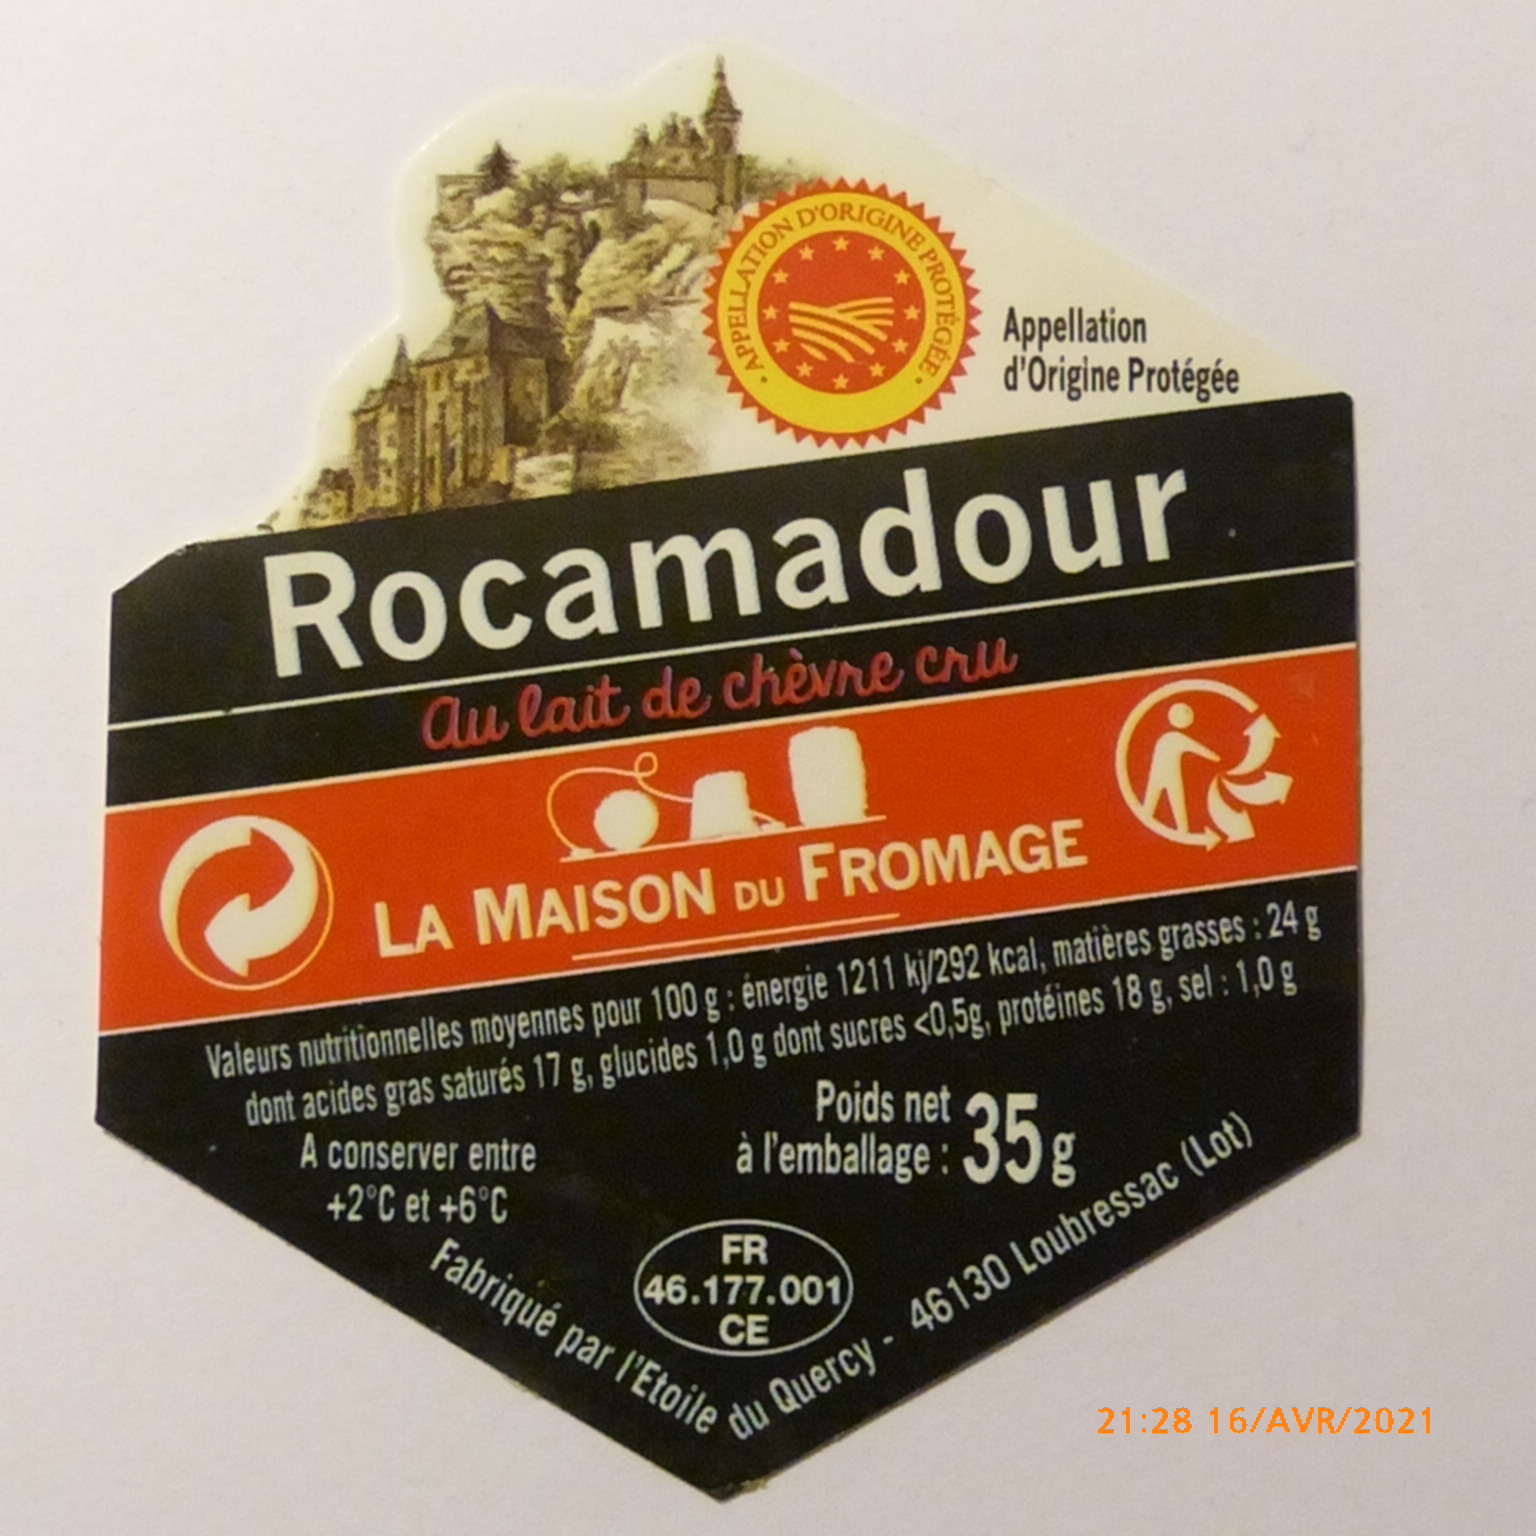 · APPELLATION D'ORIGINE PROTÉGÉE ·
Appellation
d'Origine Protégée
Rocamadour
Au lait de chèvre cru
LA MAISON DU FROMAGE
Valeurs nutritionnelles moyennes pour 100 g : énergie 1211 kj/292 kcal, matières grasses : 24 g
dont acides gras saturés 17 g, glucides 1,0 g dont sucres <0,5g, protéines 18 g, sel : 1,0 g
A conserver entre
+2°C et +6°C
Poids net
à l'emballage : 35 g
FR
46.177.001
CE
Fabriqué par l'Etoile du Quercy - 46130 Loubressac (Lot)
21:28 16/AVR/2021